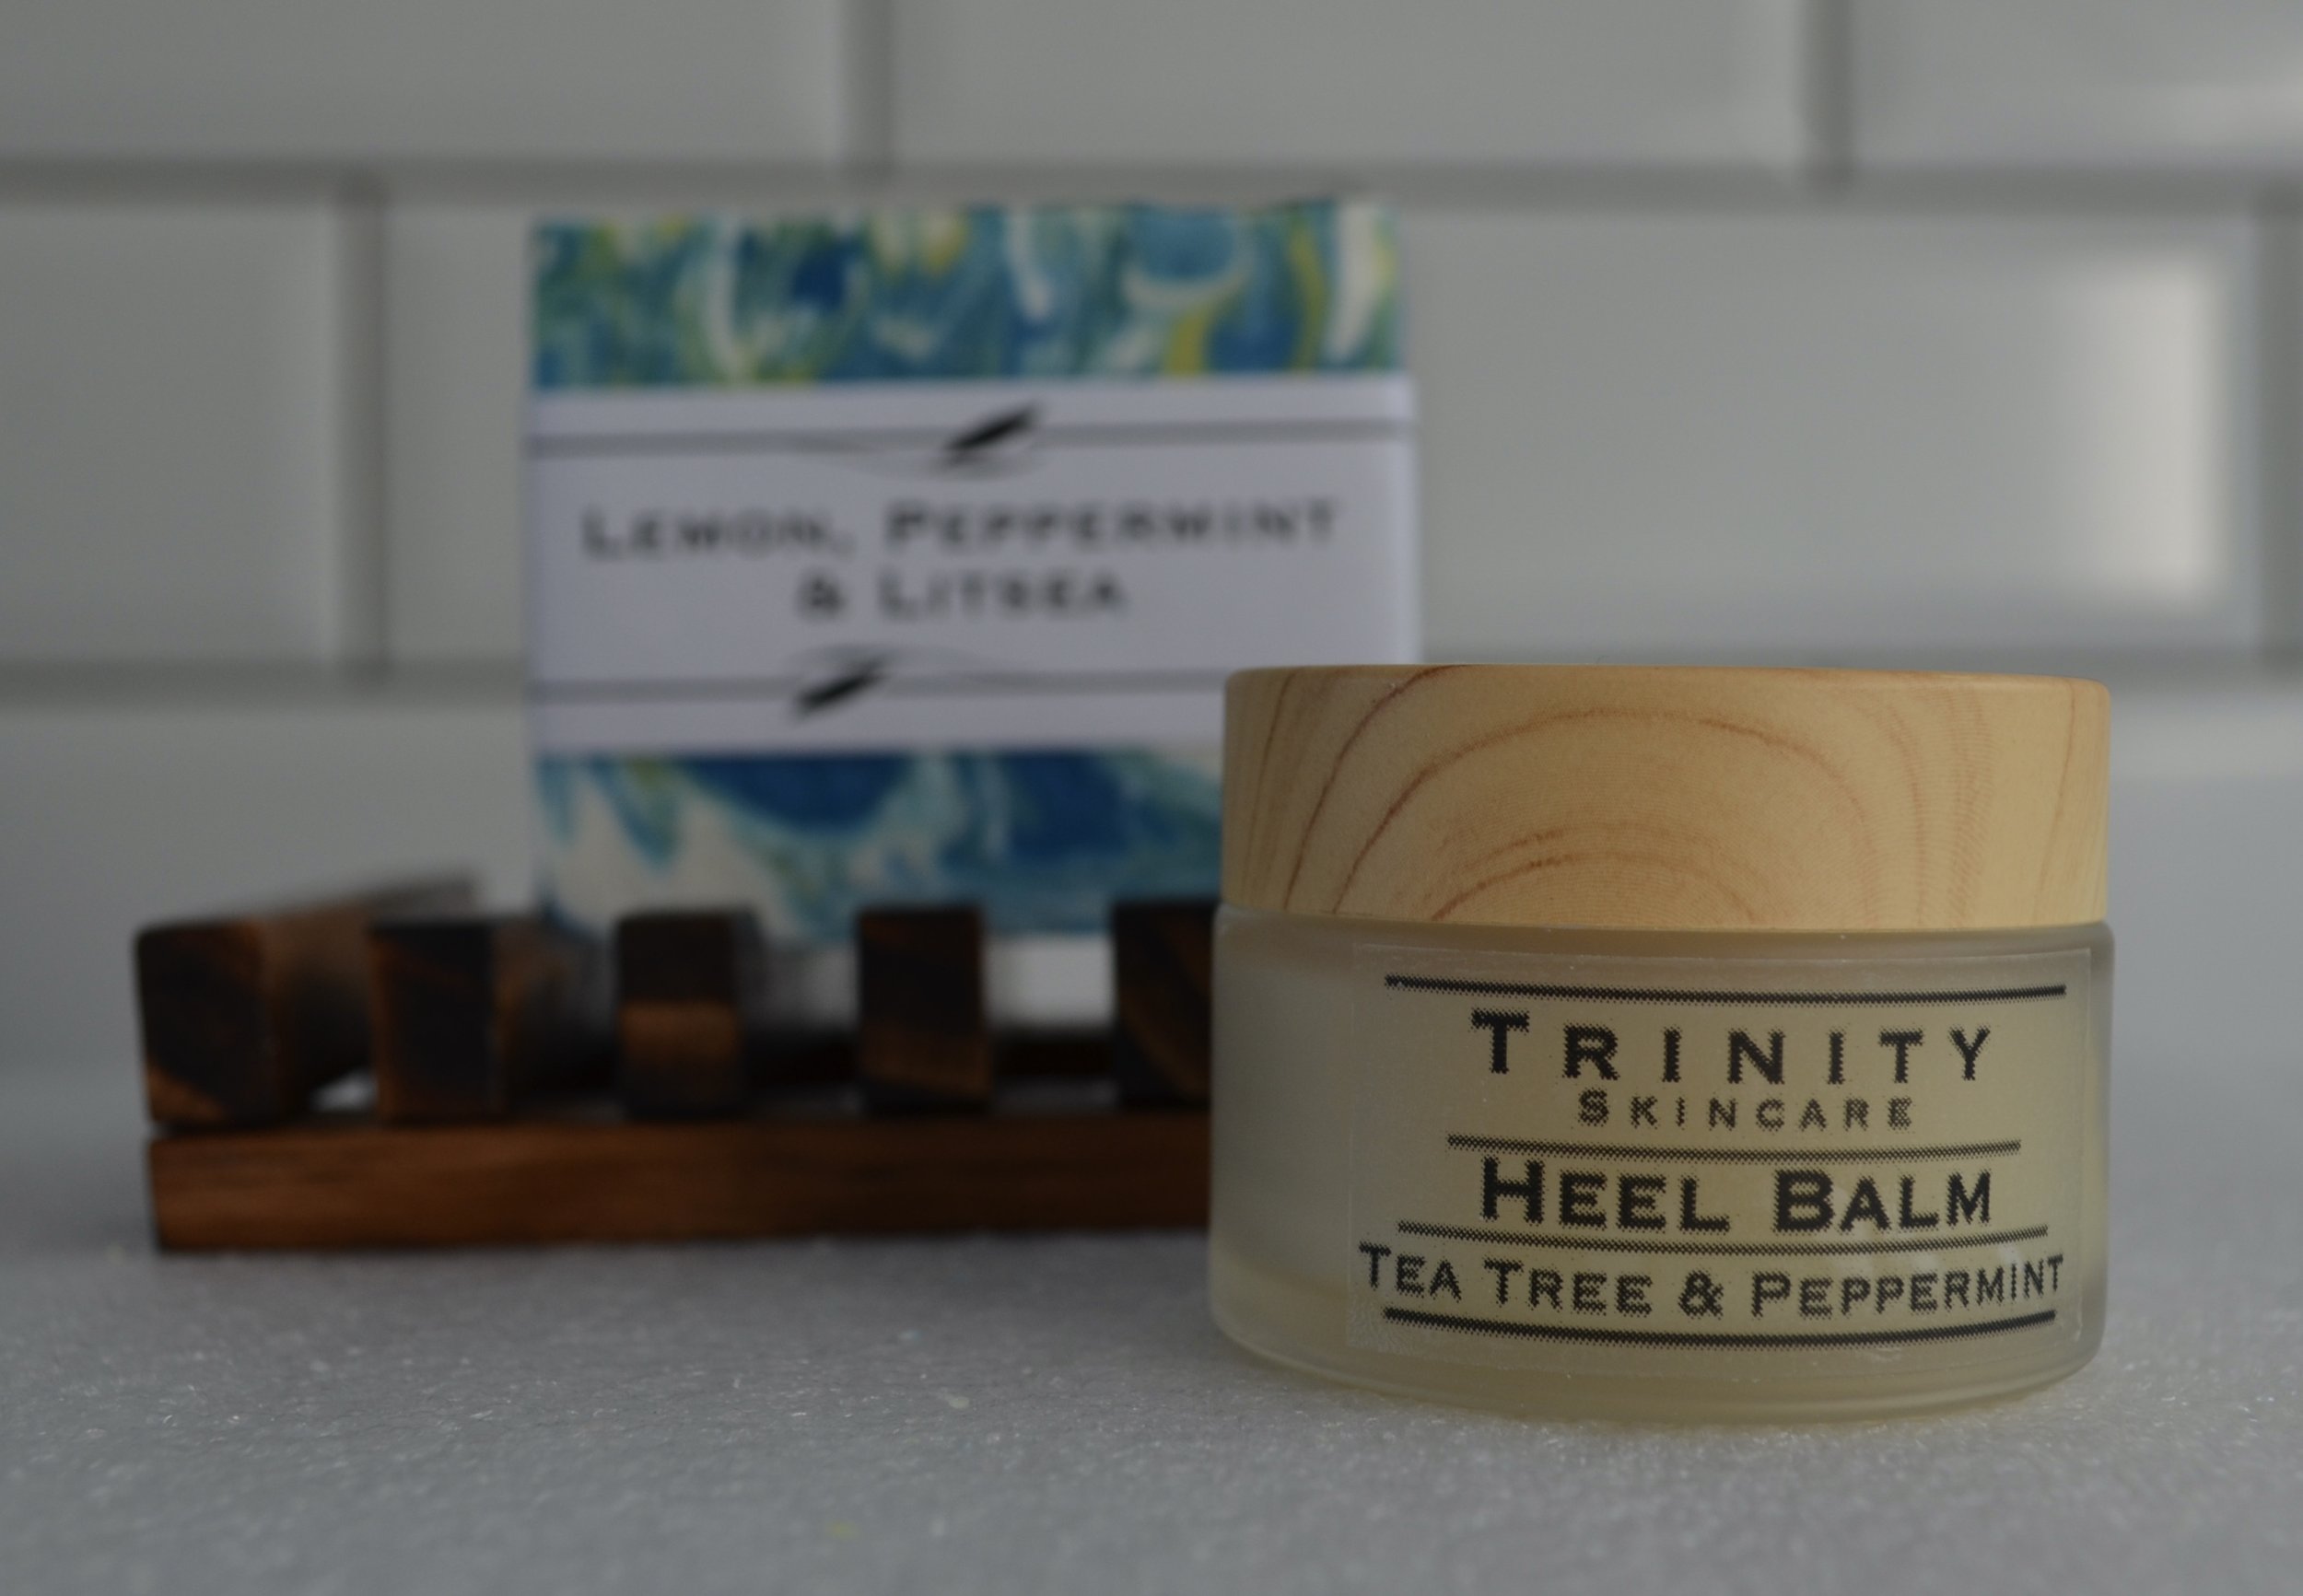 Lemon, Peppermint
& Litsea
Trinity
Skincare
Heel Balm
Tea Tree & Peppermint